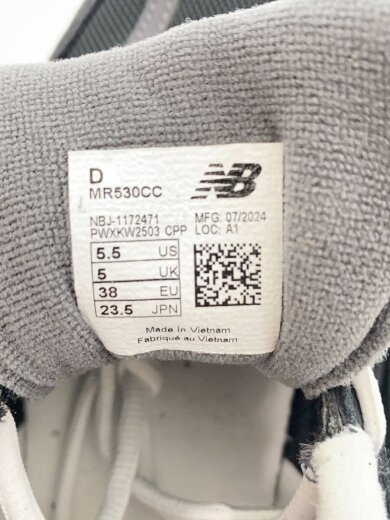 D
MR530CC
NB
NBJ-1172471
MFG: 07/2024
PWXKW2503 CPP
LOC: A1
5.5 US
5 UK
38 EU
23.5 JPN
Made In Vietnam
Fabriqué au Vietnam